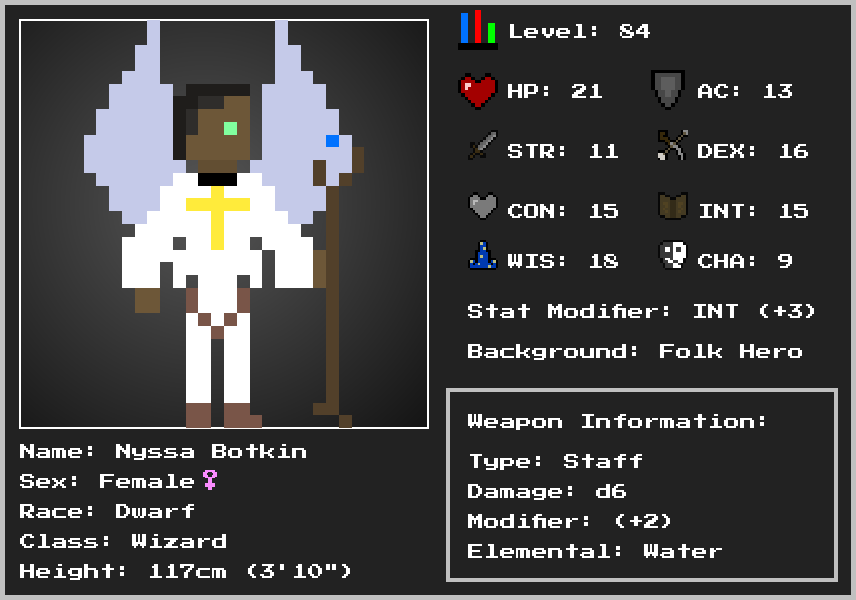 Level: 84
HP: 21 AC: 13
STR: 11 DEX: 16
CON: 15 INT: 15
WIS: 18 CHA: 9
Stat Modifier: INT (+3)
Background: Folk Hero
Weapon Information:
Type: Staff
Damage: d6
Modifier: (+2)
Elemental: Water
Name: Nyssa Botkin
Sex: Female♀
Race: Dwarf
Class: Wizard
Height: 117cm (3'10")